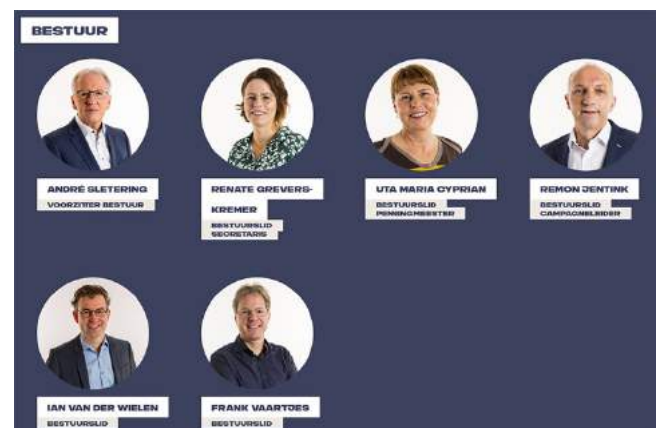 BESTUUR
ANDRÉ SLETERING
VOORZITTER BESTUUR
RENATE GREVERS-
KREMER
BESTUURSLID
SECRETARIS
UTA MARIA CYPRIAN
BESTUURSLID
PENNINGMEESTER
REMON JENTINK
BESTUURSLID
CAMPAGNELEIDER
IAN VAN DER WIELEN
BESTUURSLID
FRANK VAARTJES
BESTUURSLID